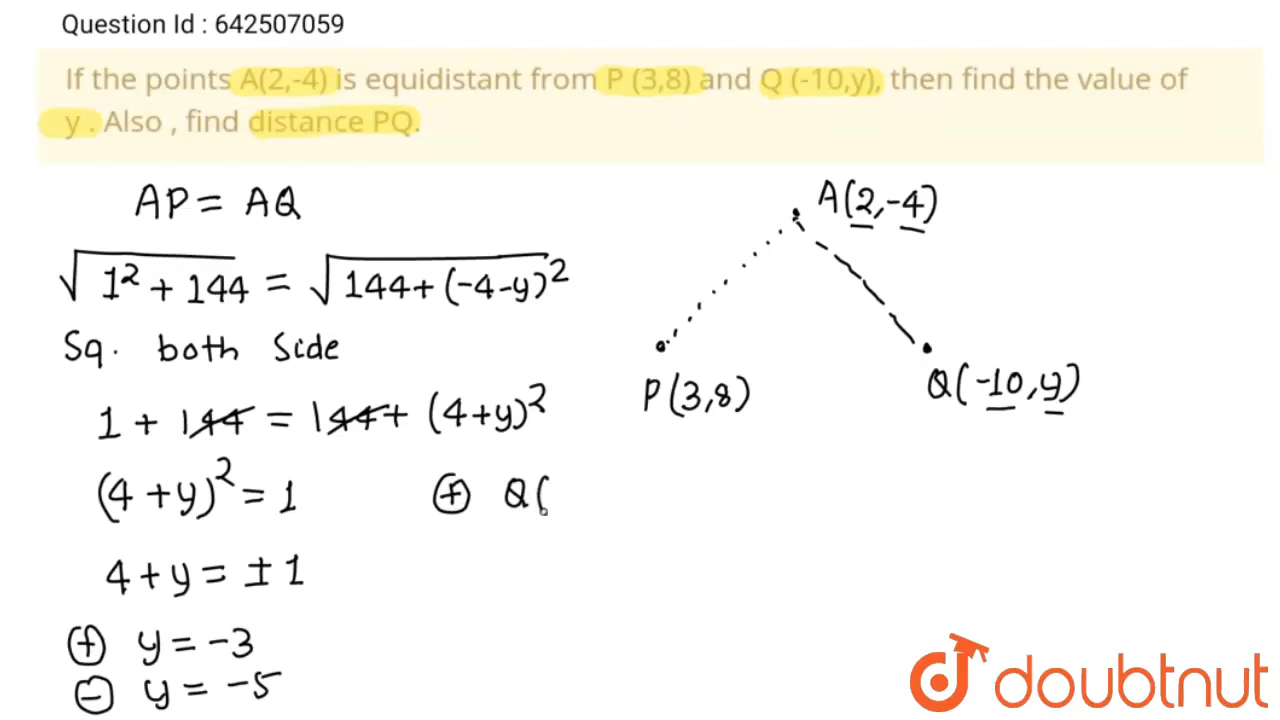 Question Id : 642507059
If the points A(2,-4) is equidistant from P (3,8) and Q (-10,y), then find the value of
y . Also , find distance PQ.
AP = AQ
√1² + 144 = √144+(-4-y)²
Sq. both Side
1 + 144 = 144+ (4+y)²
(4 +y)² = 1
4+y = ±1
⊕ y = -3
⊖ y = -5
⊕ Q(
A(2,-4)
P(3,8)
Q(-10,y)
doubtnut